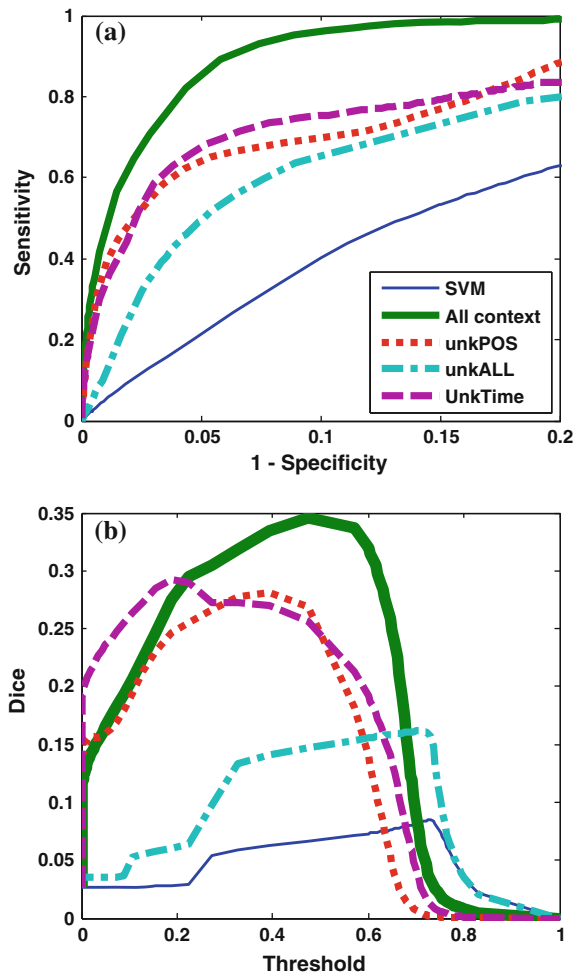 (a)
1
0.8
0.6
0.4
0.2
0
Sensitivity
SVM
All context
unkPOS
unkALL
UnkTime
0
0.05
0.1
0.15
0.2
1 - Specificity
(b)
0.35
0.3
0.25
0.2
0.15
0.1
0.05
0
Dice
0
0.2
0.4
0.6
0.8
1
Threshold